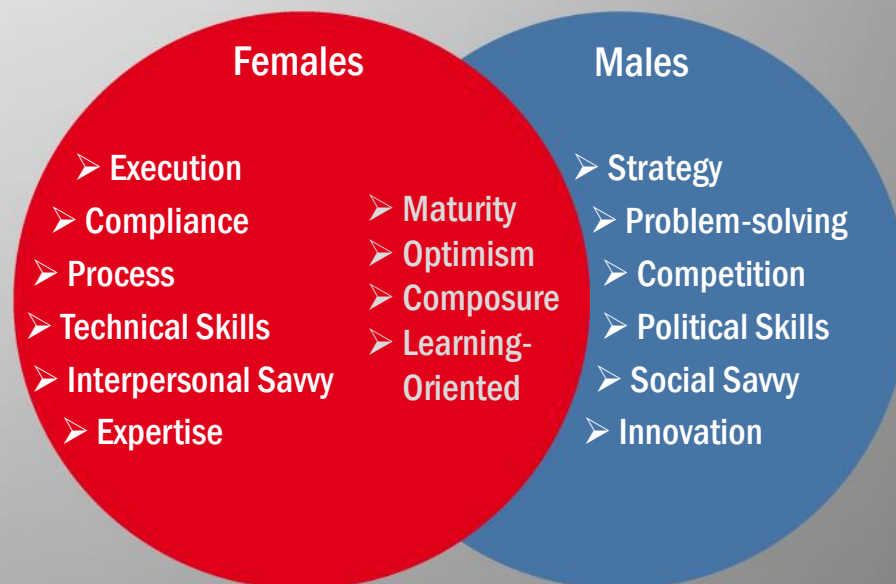 Females
➢ Execution
➢ Compliance
➢ Process
➢ Technical Skills
➢ Interpersonal Savvy
➢ Expertise
➢ Maturity
➢ Optimism
➢ Composure
➢ Learning-
Oriented
Males
➢ Strategy
➢ Problem-solving
➢ Competition
➢ Political Skills
➢ Social Savvy
➢ Innovation